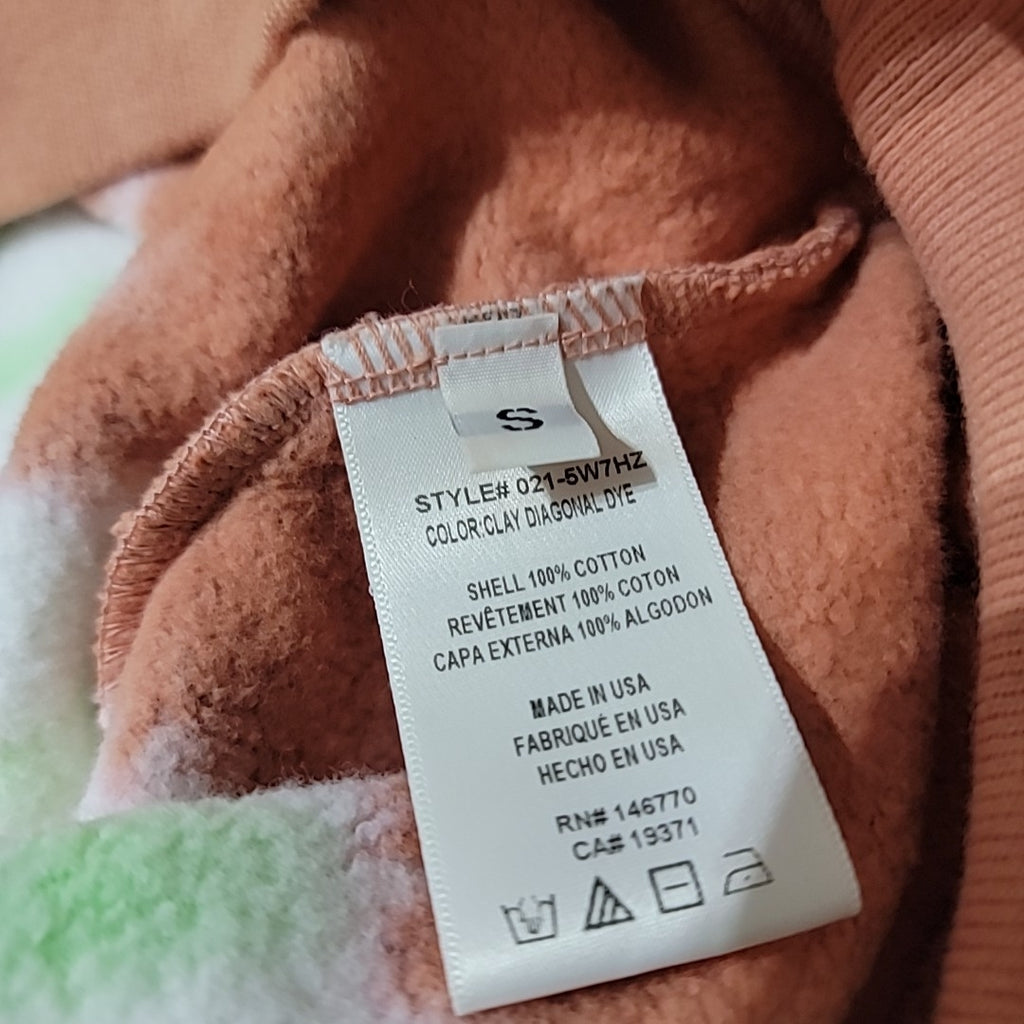 S
STYLE# 021-5W7HZ
COLOR:CLAY DIAGONAL DYE
SHELL 100% COTTON
REVÊTEMENT 100% COTON
CAPA EXTERNA 100% ALGODON
MADE IN USA
FABRIQUÉ EN USA
HECHO EN USA
RN# 146770
CA# 19371